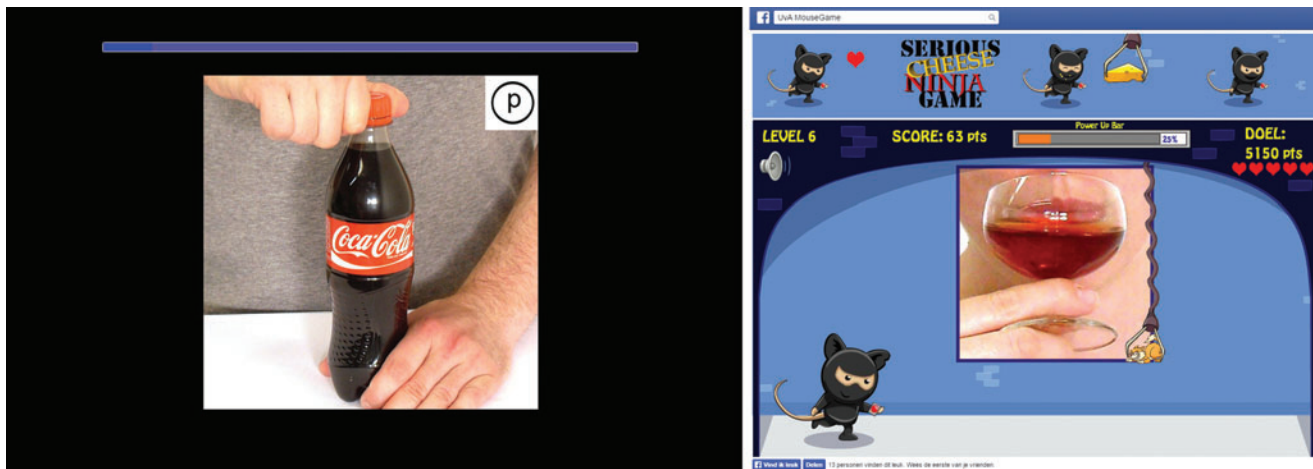 p
Coca-Cola
UvA MouseGame
SERIOUS
CHEESE
NINJA
GAME
LEVEL 6
SCORE: 63 pts
Power Up Bar
25%
DOEL:
5150 pts
Vind ik leuk Delen 13 personen vinden dit leuk. Wees de eerste van je vrienden.